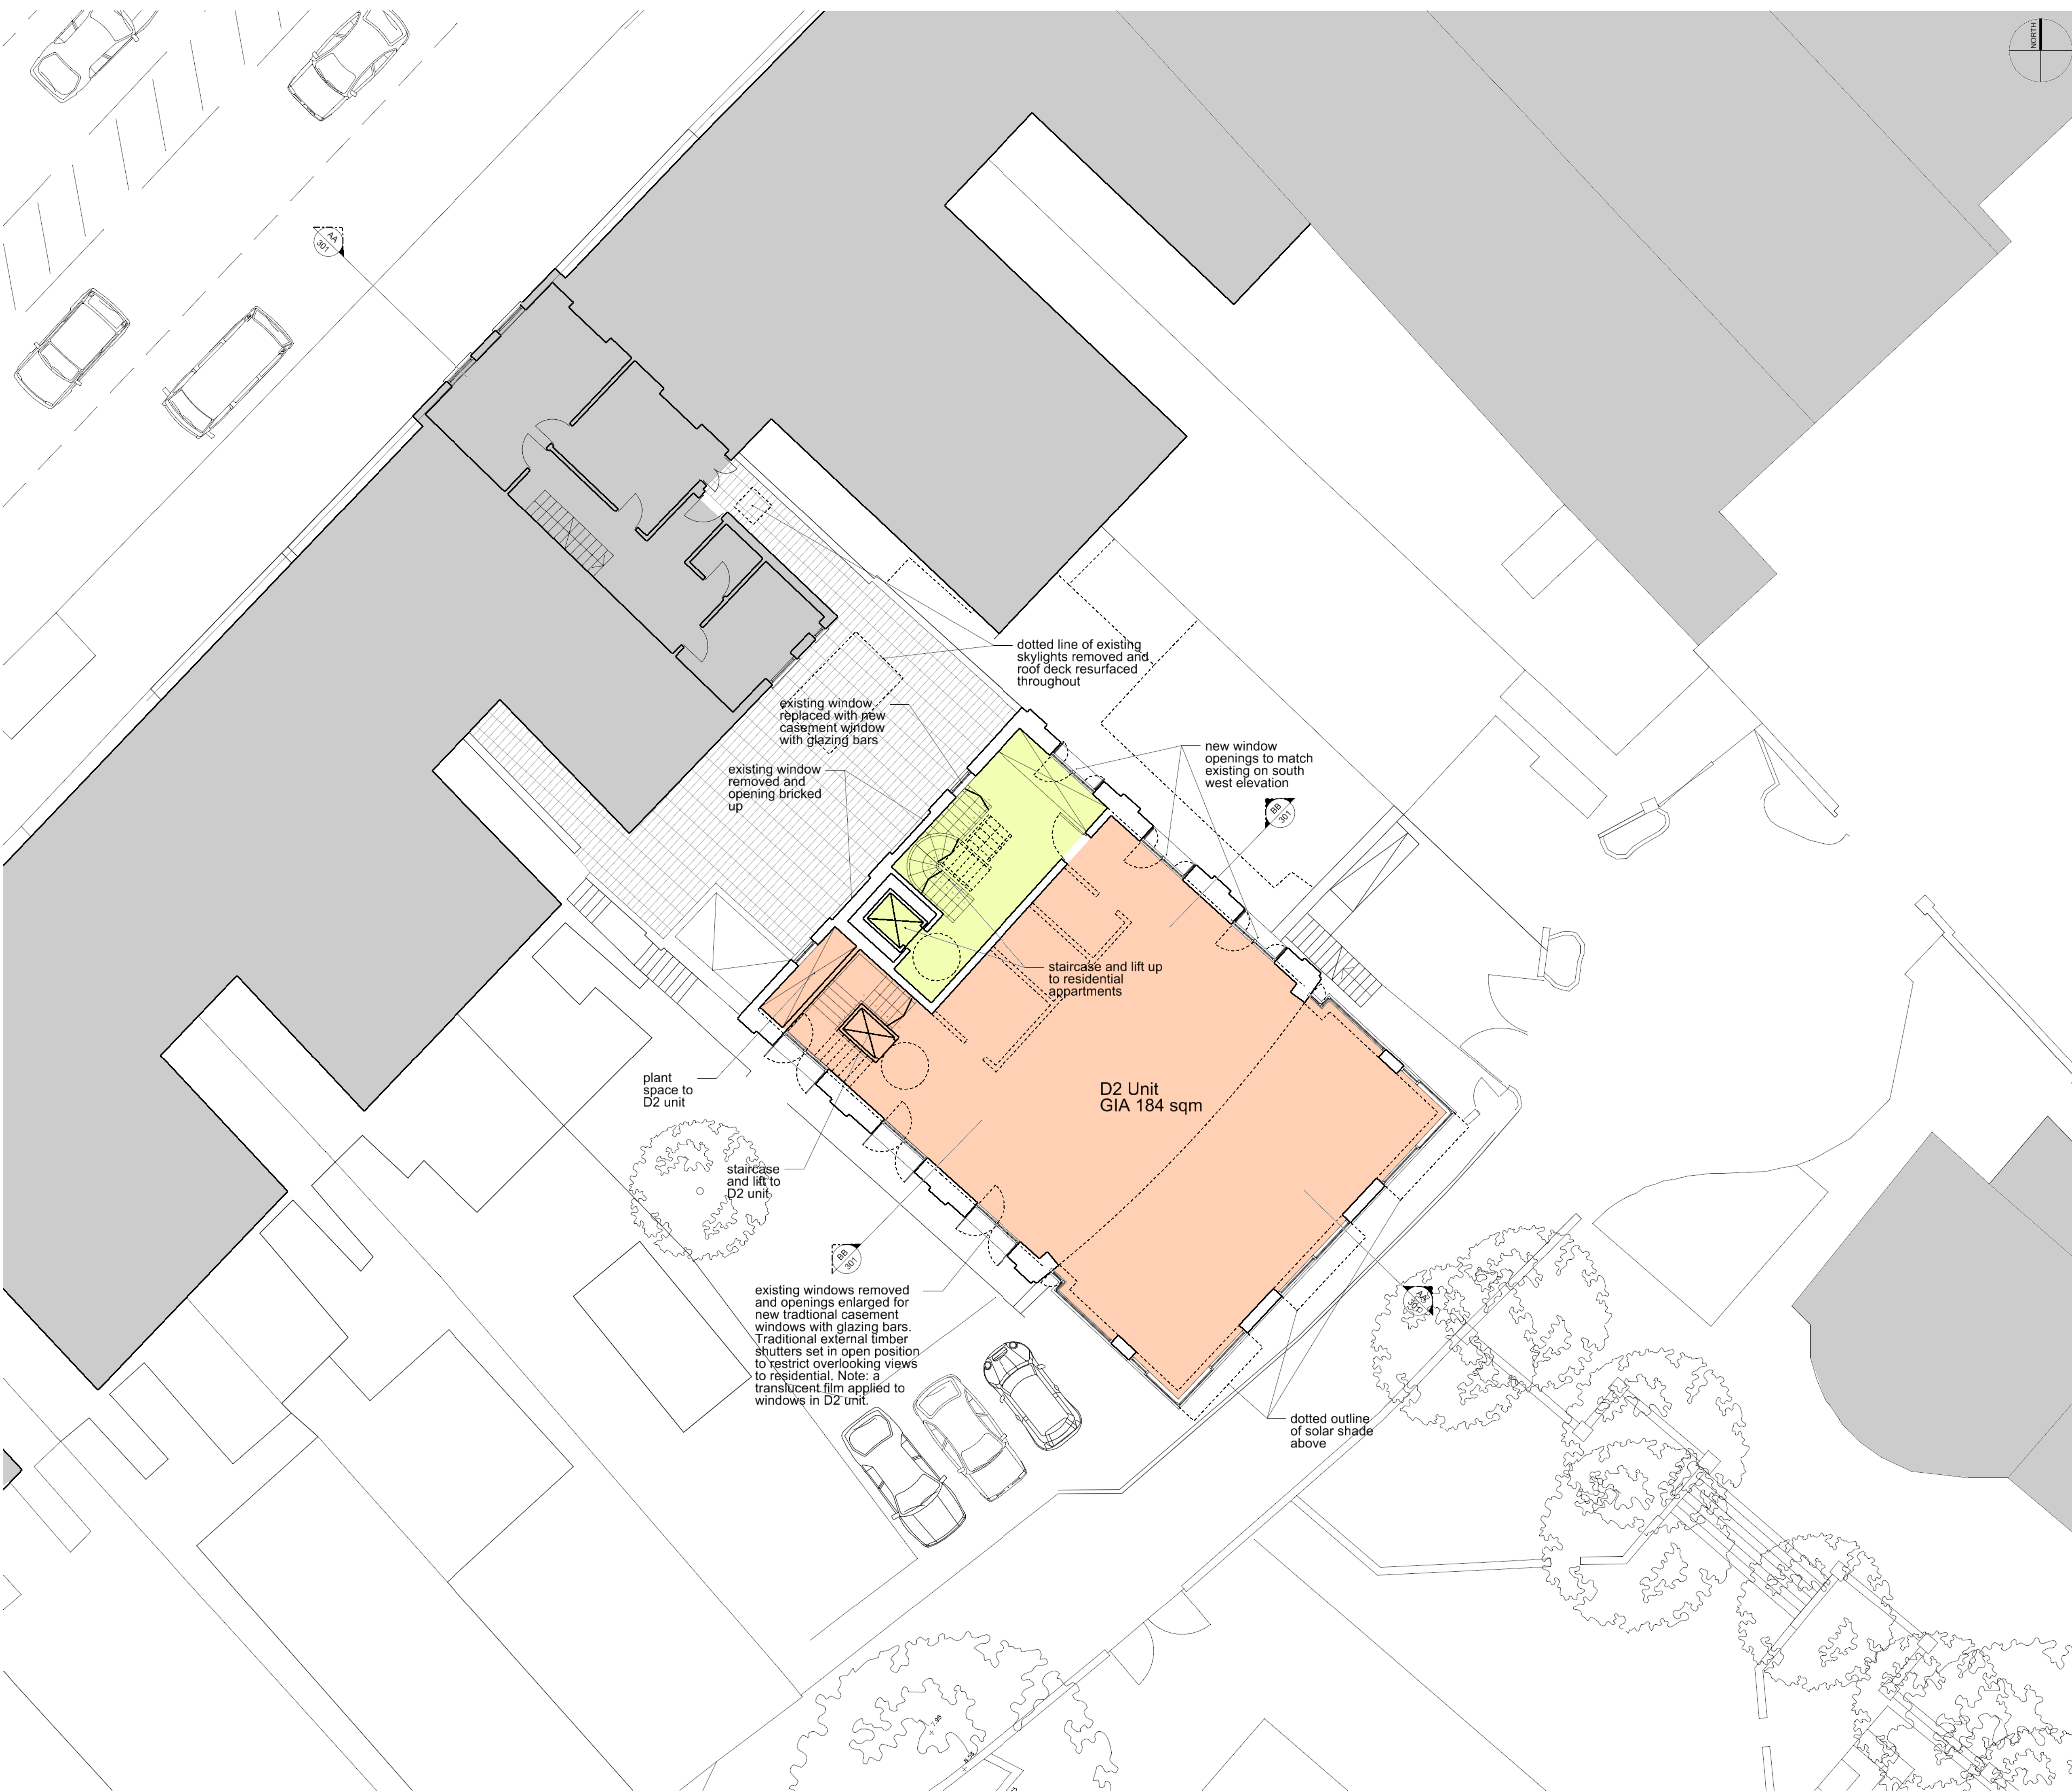 NORTH
AA
301
dotted line of existing
skylights removed and
roof deck resurfaced
throughout
existing window
replaced with new
casement window
with glazing bars
new window
openings to match
existing on south
west elevation
existing window
removed and
opening bricked
up
BB
301
staircase and lift up
to residential
appartments
plant
space to
D2 unit
D2 Unit
GIA 184 sqm
staircase
and lift to
D2 unit
BB
301
existing windows removed
and openings enlarged for
new tradtional casement
windows with glazing bars.
Traditional external timber
shutters set in open position
to restrict overlooking views
to residential. Note: a
translucent film applied to
windows in D2 unit.
AA
301
dotted outline
of solar shade
above
7.98